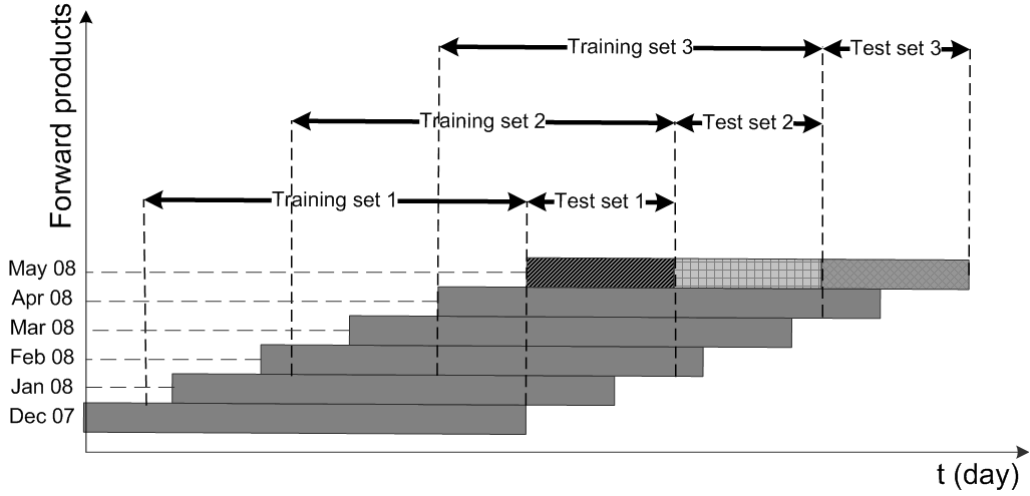 Forward products
Training set 3
Test set 3
Training set 2
Test set 2
Training set 1
Test set 1
May 08
Apr 08
Mar 08
Feb 08
Jan 08
Dec 07
t (day)